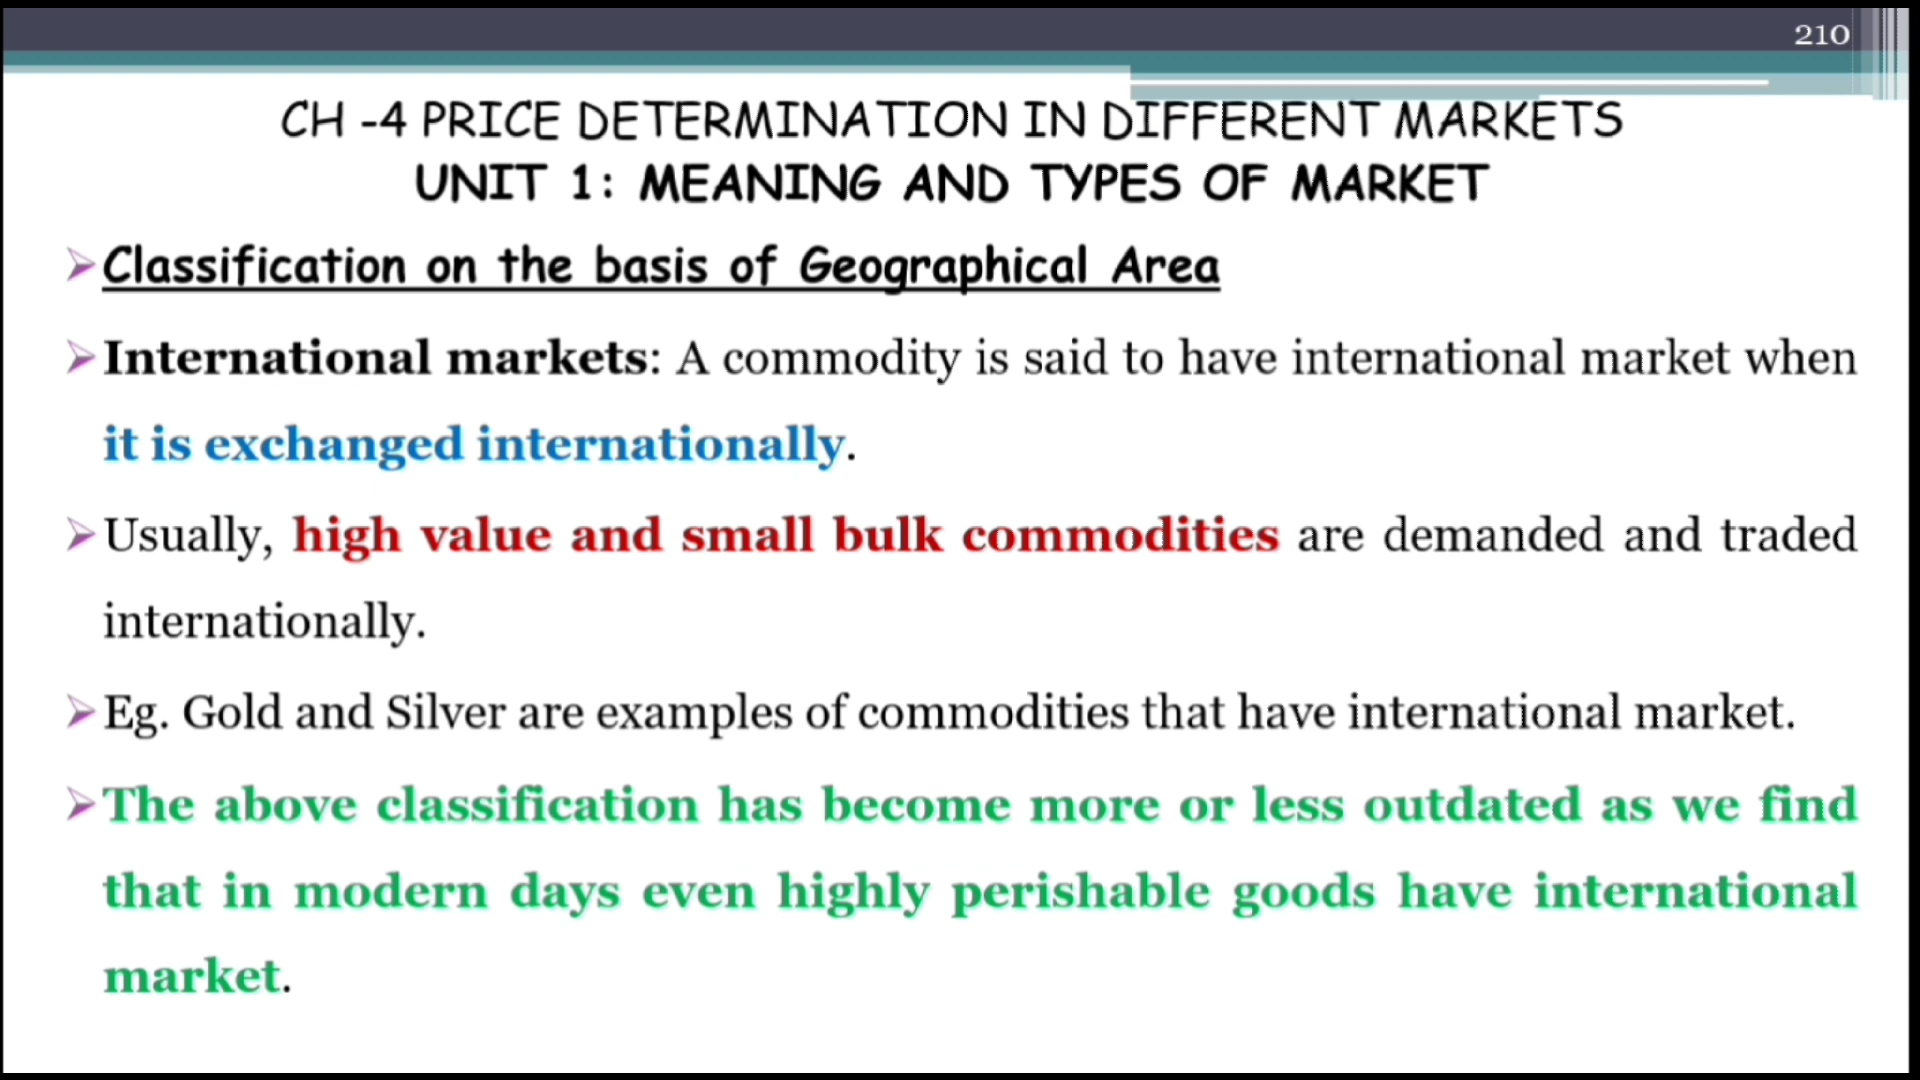 210
CH -4 PRICE DETERMINATION IN DIFFERENT MARKETS
UNIT 1: MEANING AND TYPES OF MARKET
➢Classification on the basis of Geographical Area
➢International markets: A commodity is said to have international market when
it is exchanged internationally.
➢Usually, high value and small bulk commodities are demanded and traded
internationally.
➢Eg. Gold and Silver are examples of commodities that have international market.
➢The above classification has become more or less outdated as we find
that in modern days even highly perishable goods have international
market.